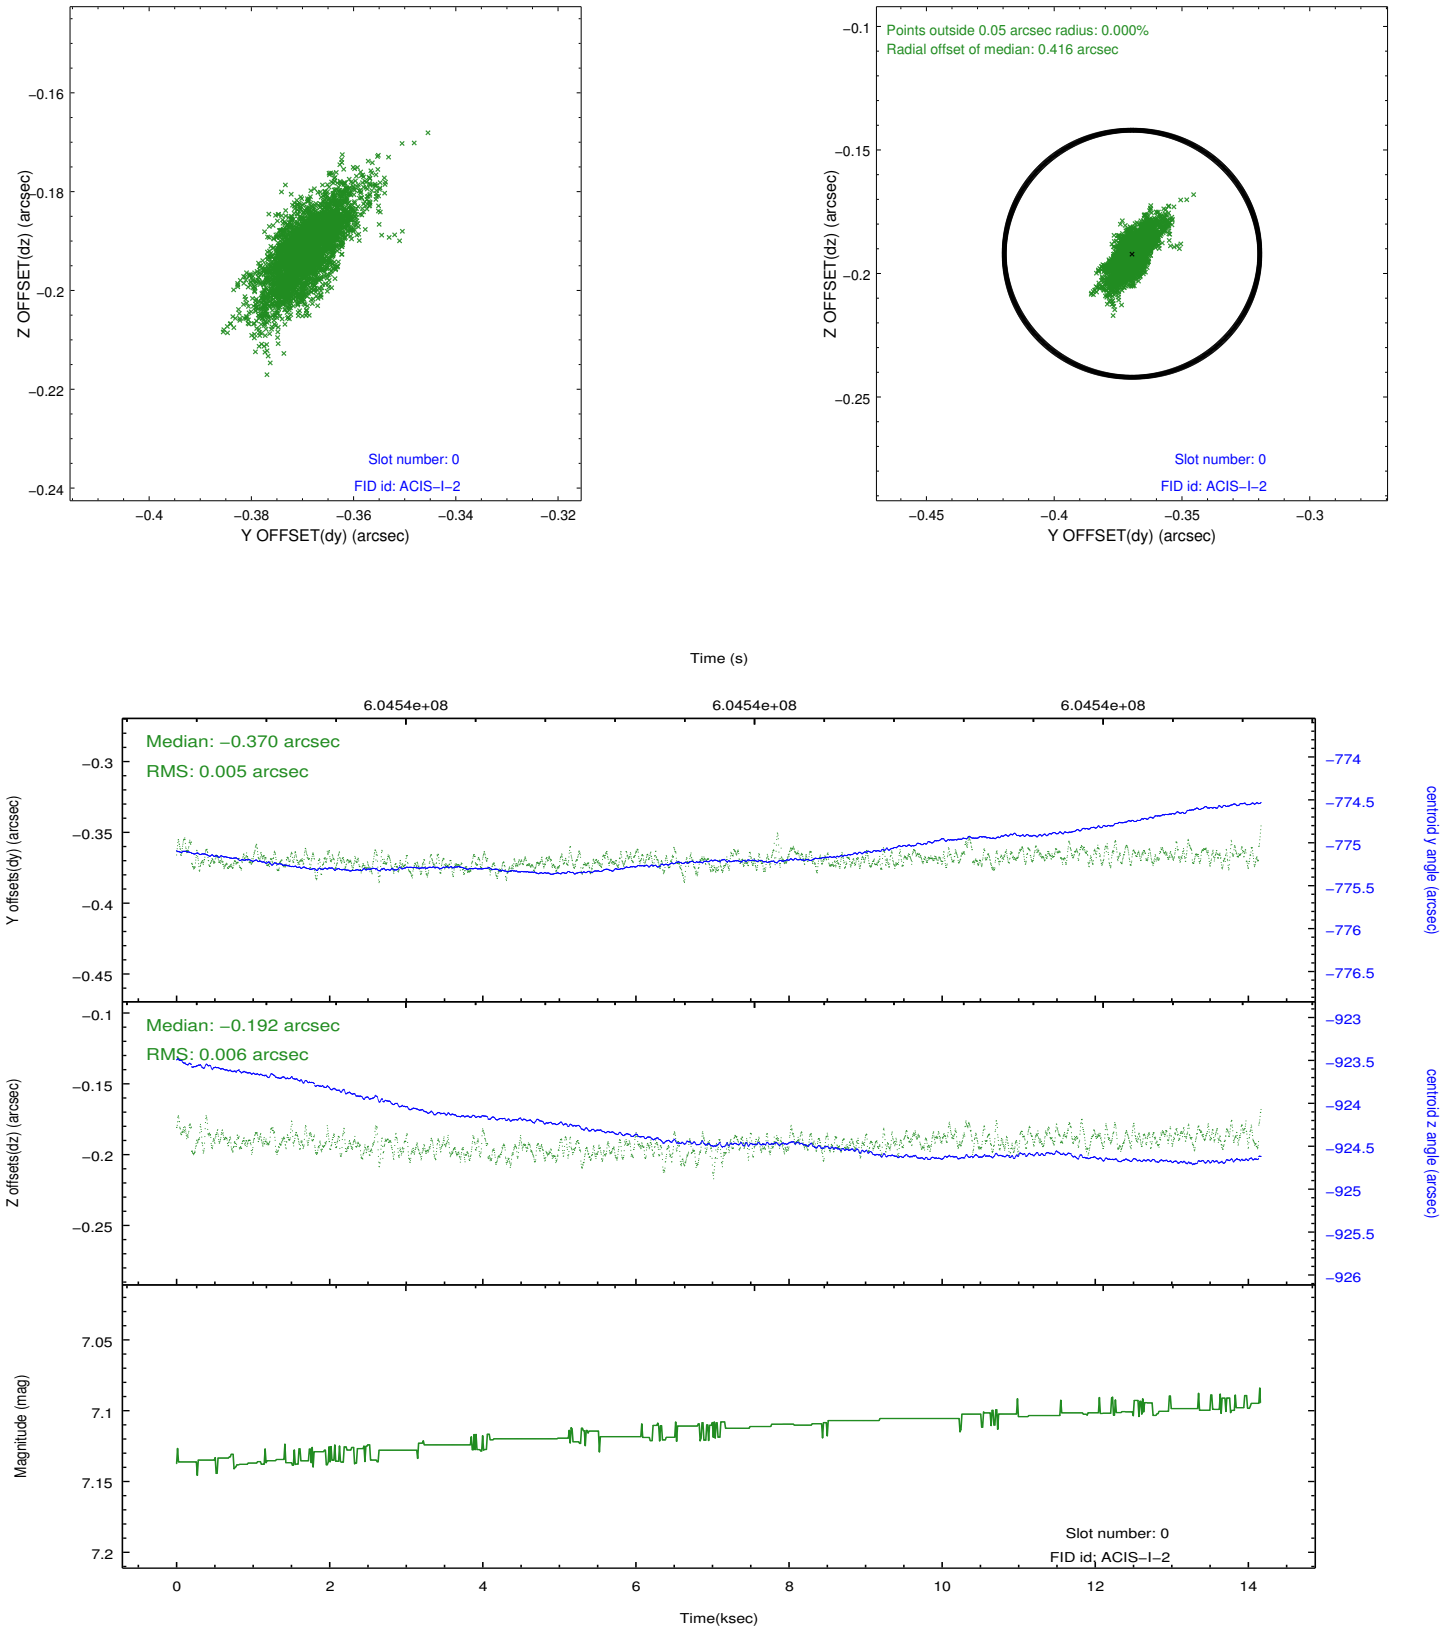 −0.16
−0.18
−0.2
−0.22
−0.24
Z OFFSET(dz) (arcsec)
Slot number: 0
FID id: ACIS−I−2
−0.4
−0.38
−0.36
−0.34
−0.32
Y OFFSET(dy) (arcsec)
Points outside 0.05 arcsec radius: 0.000%
Radial offset of median: 0.416 arcsec
−0.1
−0.15
−0.2
−0.25
Z OFFSET(dz) (arcsec)
Slot number: 0
FID id: ACIS−I−2
−0.45
−0.4
−0.35
−0.3
Y OFFSET(dy) (arcsec)
Time (s)
6.0454e+08
6.0454e+08
6.0454e+08
Median: −0.370 arcsec
RMS: 0.005 arcsec
−0.3
−0.35
−0.4
−0.45
Y offsets(dy) (arcsec)
−774
−774.5
−775
−775.5
−776
−776.5
centroid y angle (arcsec)
Median: −0.192 arcsec
RMS: 0.006 arcsec
−0.1
−0.15
−0.2
−0.25
Z offsets(dz) (arcsec)
−923
−923.5
−924
−924.5
−925
−925.5
−926
centroid z angle (arcsec)
7.05
7.1
7.15
7.2
Magnitude (mag)
Slot number: 0
FID id: ACIS−I−2
0
2
4
6
8
10
12
14
Time(ksec)